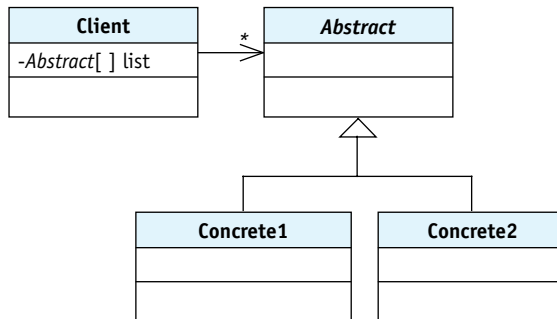 Client
-Abstract[ ] list
*
Abstract
Concrete1
Concrete2